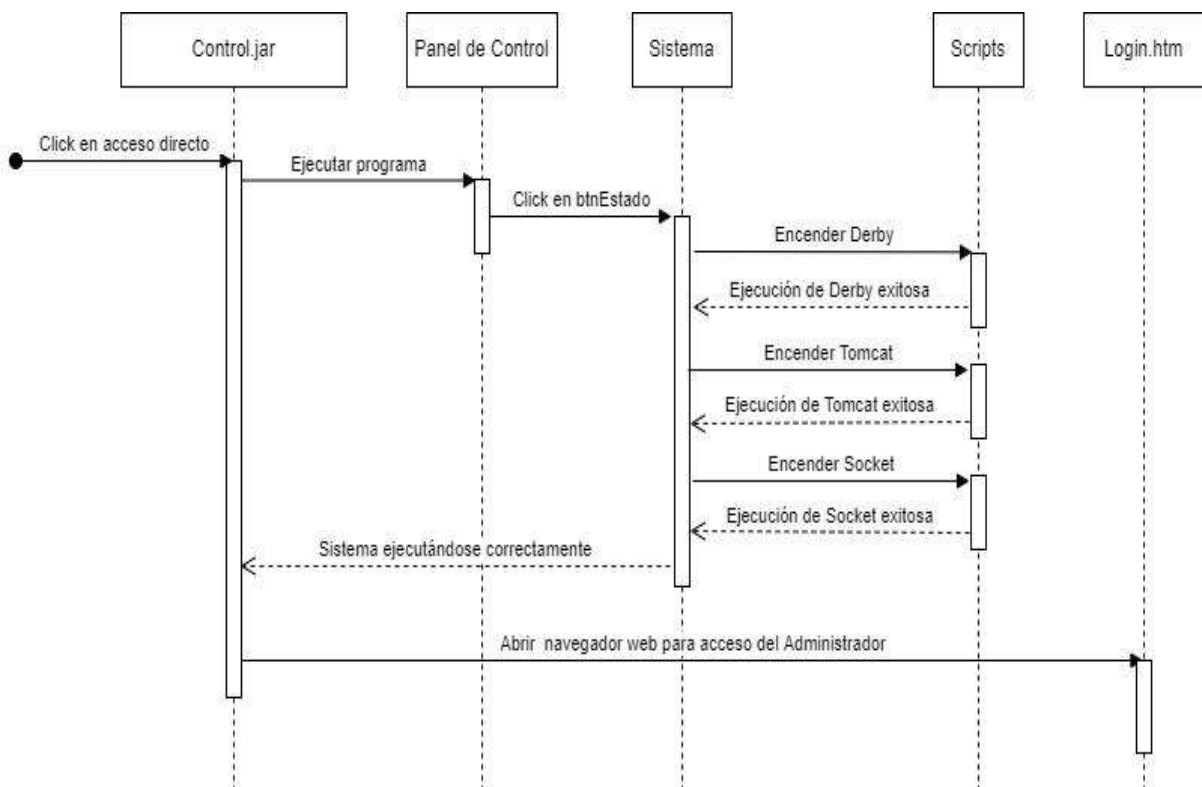 Control.jar
Panel de Control
Sistema
Scripts
Login.htm
Click en acceso directo
Ejecutar programa
Click en btnEstado
Encender Derby
Ejecución de Derby exitosa
Encender Tomcat
Ejecución de Tomcat exitosa
Encender Socket
Ejecución de Socket exitosa
Sistema ejecutándose correctamente
Abrir navegador web para acceso del Administrador